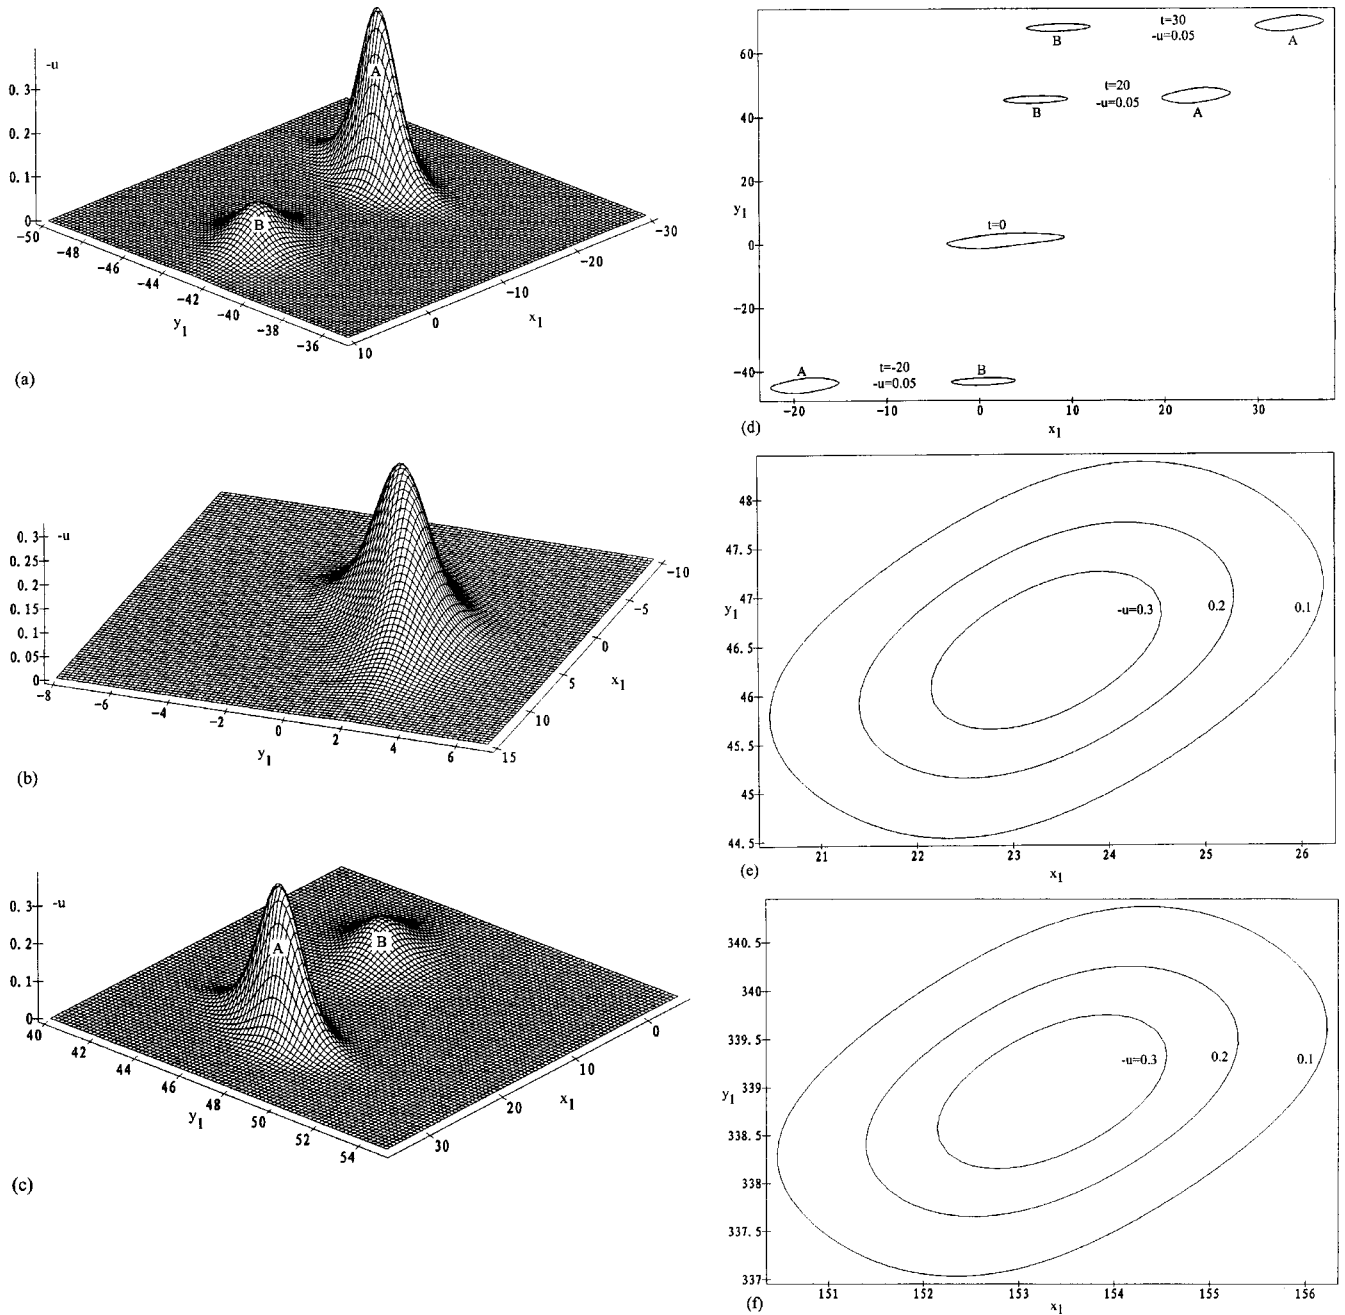 -u
0.3
0.2
0.1
0
A
B
-50
-48
-46
-44
-42
-40
-38
-36
y1
10
0
-10
-20
-30
x1
(a)
-u
0.3
0.25
0.2
0.15
0.1
0.05
0
-8
-6
-4
-2
0
2
4
6
y1
15
10
5
0
-5
-10
x1
(b)
-u
0.3
0.2
0.1
0
A
B
40
42
44
46
48
50
52
54
y1
30
20
10
0
x1
(c)
60
40
20
y1
0
-20
-40
B
t=30
-u=0.05
A
B
t=20
-u=0.05
A
t=0
A
t=-20
-u=0.05
B
-20
-10
0
10
20
30
x1
(d)
48
47.5
47
y1
46.5
46
45.5
45
44.5
-u=0.3
0.2
0.1
21
22
23
24
25
26
x1
(e)
340.5
340
339.5
y1
339
338.5
338
337.5
337
-u=0.3
0.2
0.1
151
152
153
154
155
156
x1
(f)